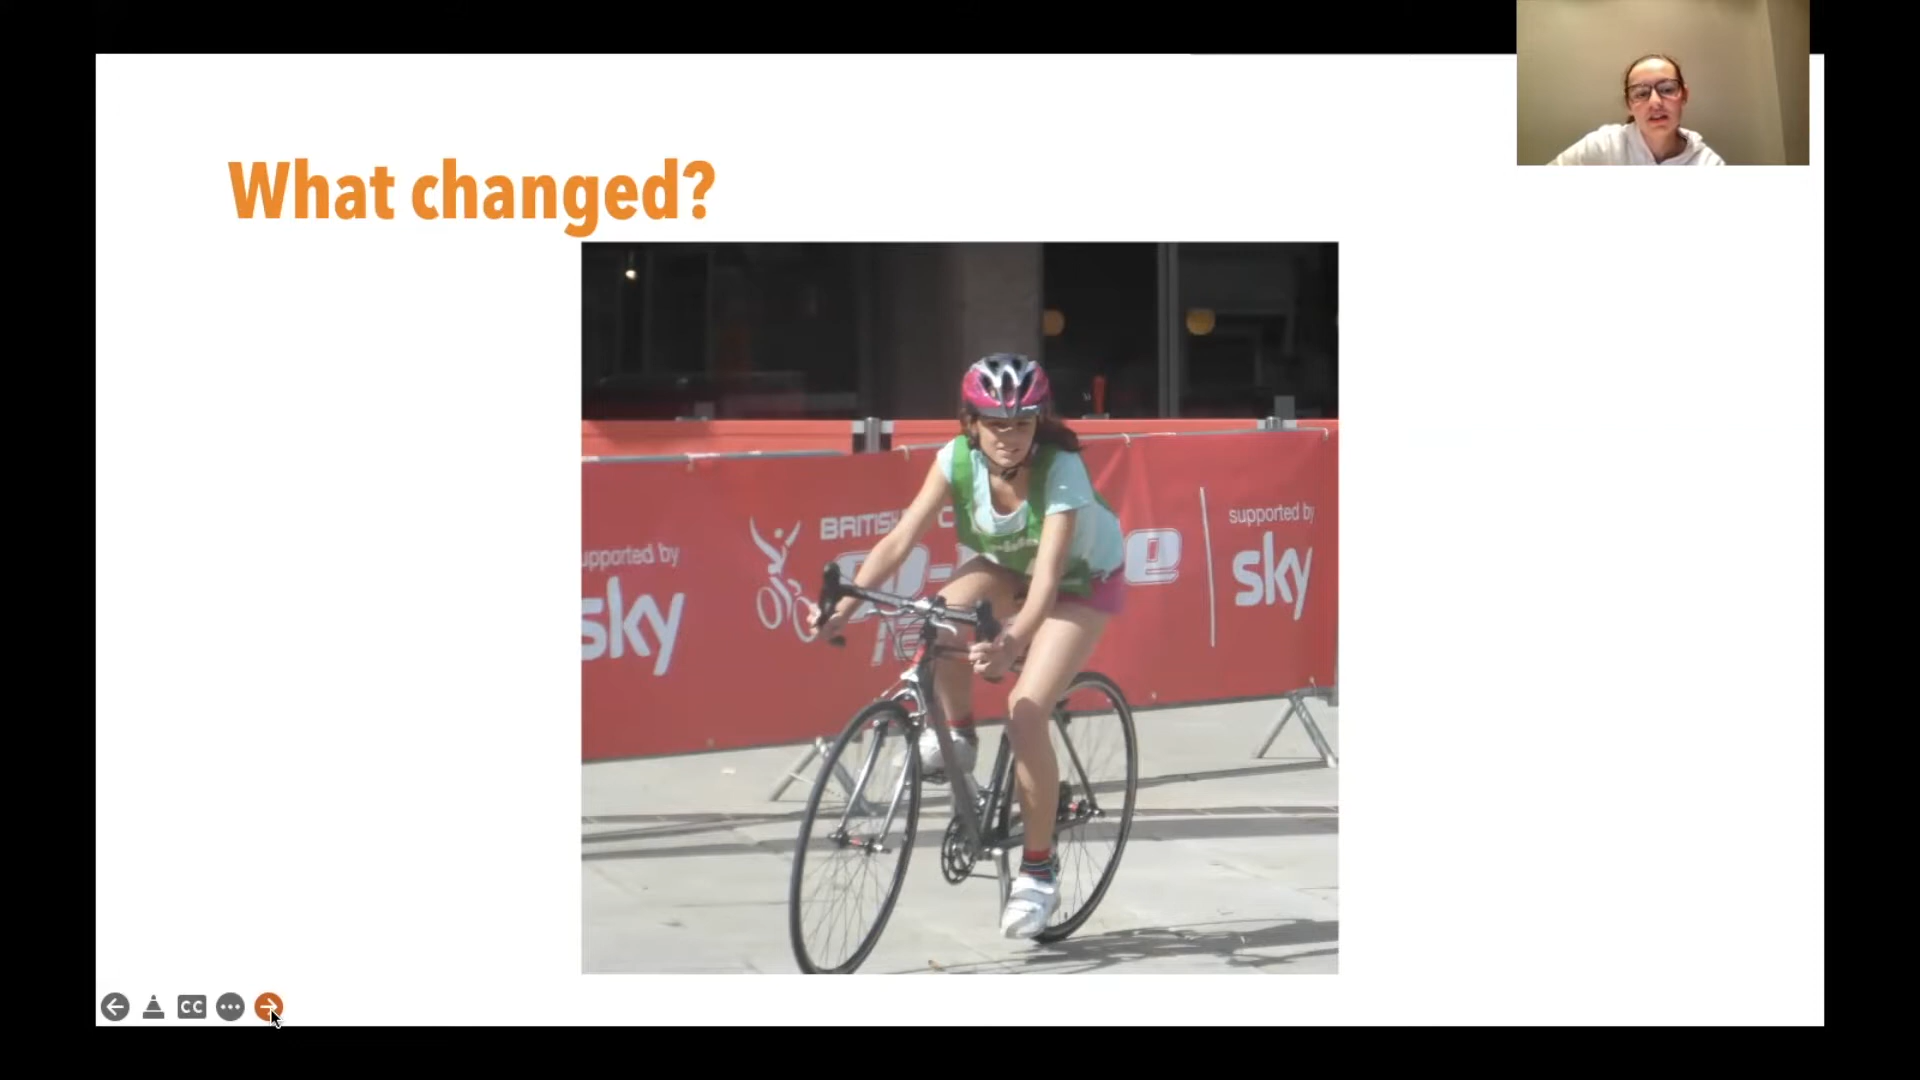 What changed?
BRITISH C
supported by
sky
upported by
sky
CC